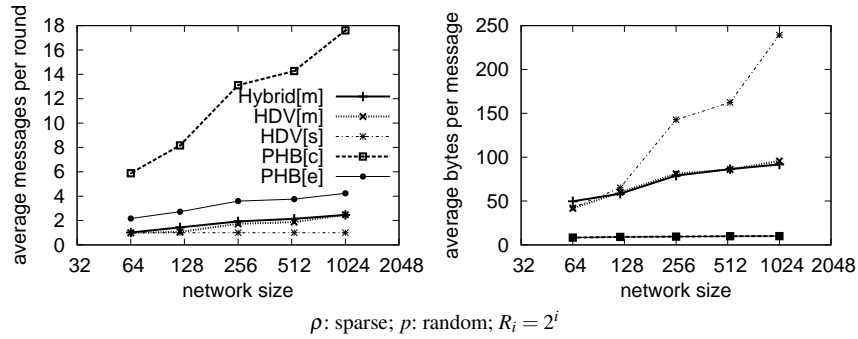 average messages per round
18
16
14
12
10
8
6
4
2
0
Hybrid[m]
HDV[m]
HDV[s]
PHB[c]
PHB[e]
32 64 128 256 512 1024 2048
network size
average bytes per message
250
200
150
100
50
0
32 64 128 256 512 1024 2048
network size
ρ: sparse; p: random; Rᵢ = 2ⁱ